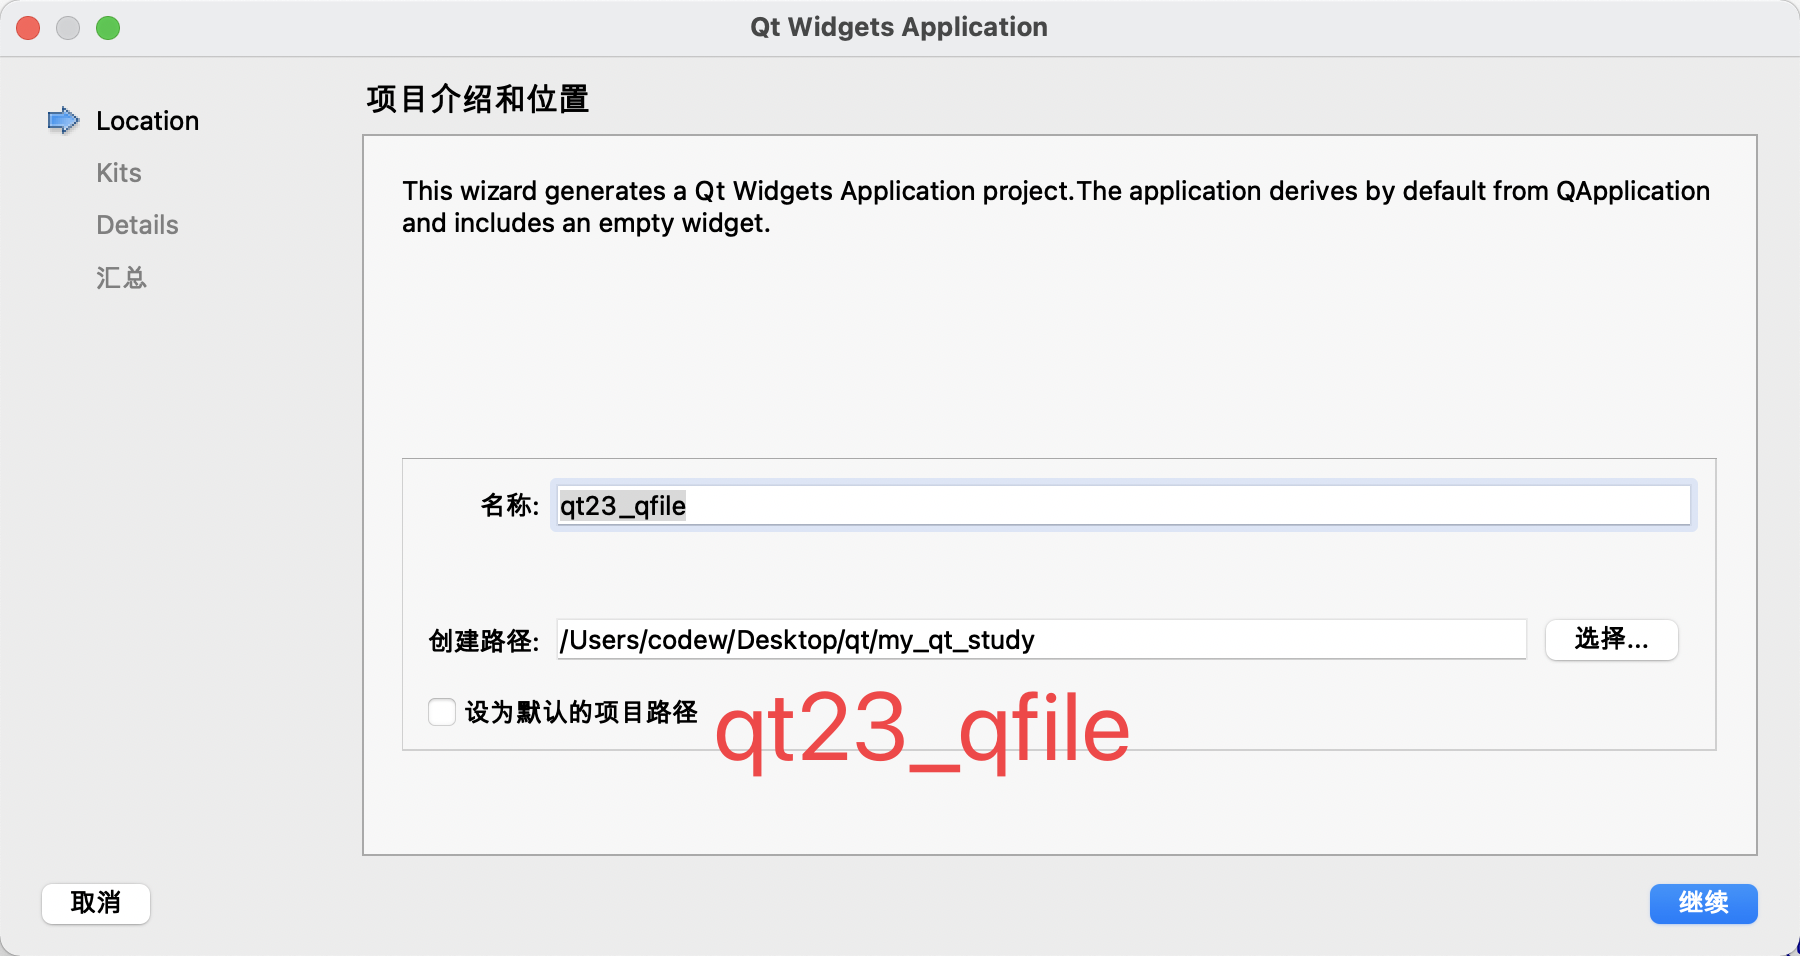 Qt Widgets Application
Location
Kits
Details
汇总
项目介绍和位置
This wizard generates a Qt Widgets Application project.The application derives by default from QApplication
and includes an empty widget.
名称: qt23_qfile
创建路径: /Users/codew/Desktop/qt/my_qt_study 选择...
设为默认的项目路径
qt23_qfile
取消
继续